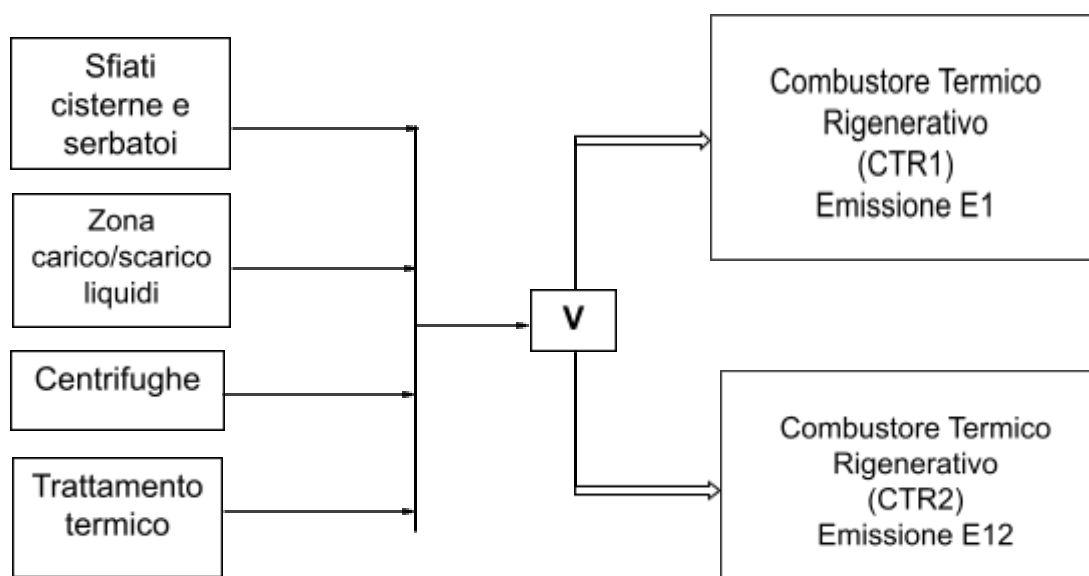 Sfiati
cisterne e
serbatoi
Zona
carico/scarico
liquidi
Centrifughe
Trattamento
termico
V
Combustore Termico
Rigenerativo
(CTR1)
Emissione E1
Combustore Termico
Rigenerativo
(CTR2)
Emissione E12